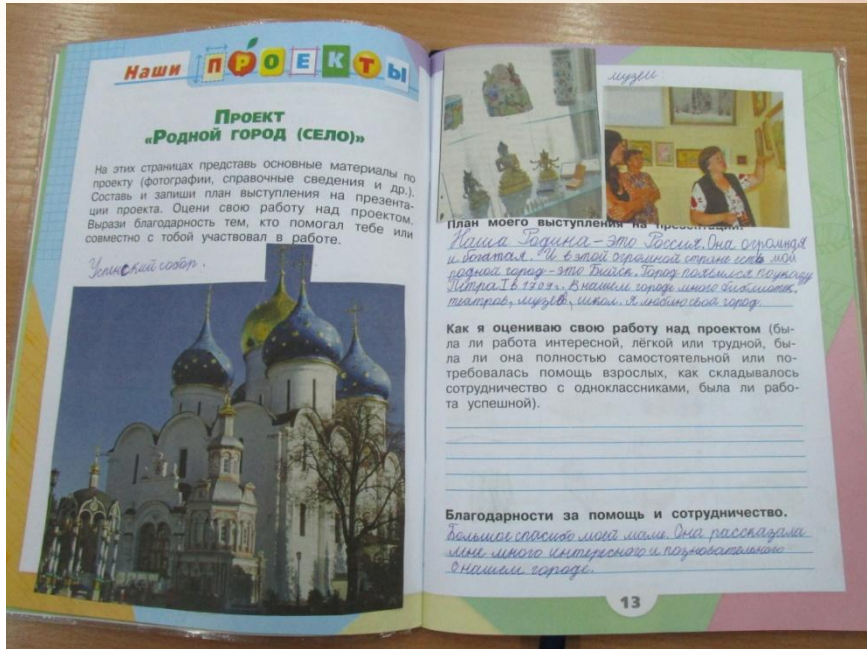 Наши ПРОЕКТЫ
ПРОЕКТ
«РОДНОЙ ГОРОД (СЕЛО)»
На этих страницах представь основные материалы по
проекту (фотографии, справочные сведения и др.).
Составь и запиши план выступления на презента-
ции проекта. Оцени свою работу над проектом.
Вырази благодарность тем, кто помогал тебе или
совместно с тобой участвовал в работе.
Успенский собор.
музеи.
План моего выступления на презентации:
Наша Родина – это Россия. Она огромная
и богатая. И в этой огромной стране есть мой
родной город – это Бийск. Город появился по указу
Петра I в 1709г. В нашем городе много библиотек,
театров, музеев, школ. Я люблю свой город.
Как я оцениваю свою работу над проектом (бы-
ла ли работа интересной, лёгкой или трудной, бы-
ла ли она полностью самостоятельной или по-
требовалась помощь взрослых, как складывалось
сотрудничество с одноклассниками, была ли рабо-
та успешной).
Благодарности за помощь и сотрудничество.
Большое спасибо моей маме. Она рассказала
мне много интересного и познавательного
о нашем городе.
13